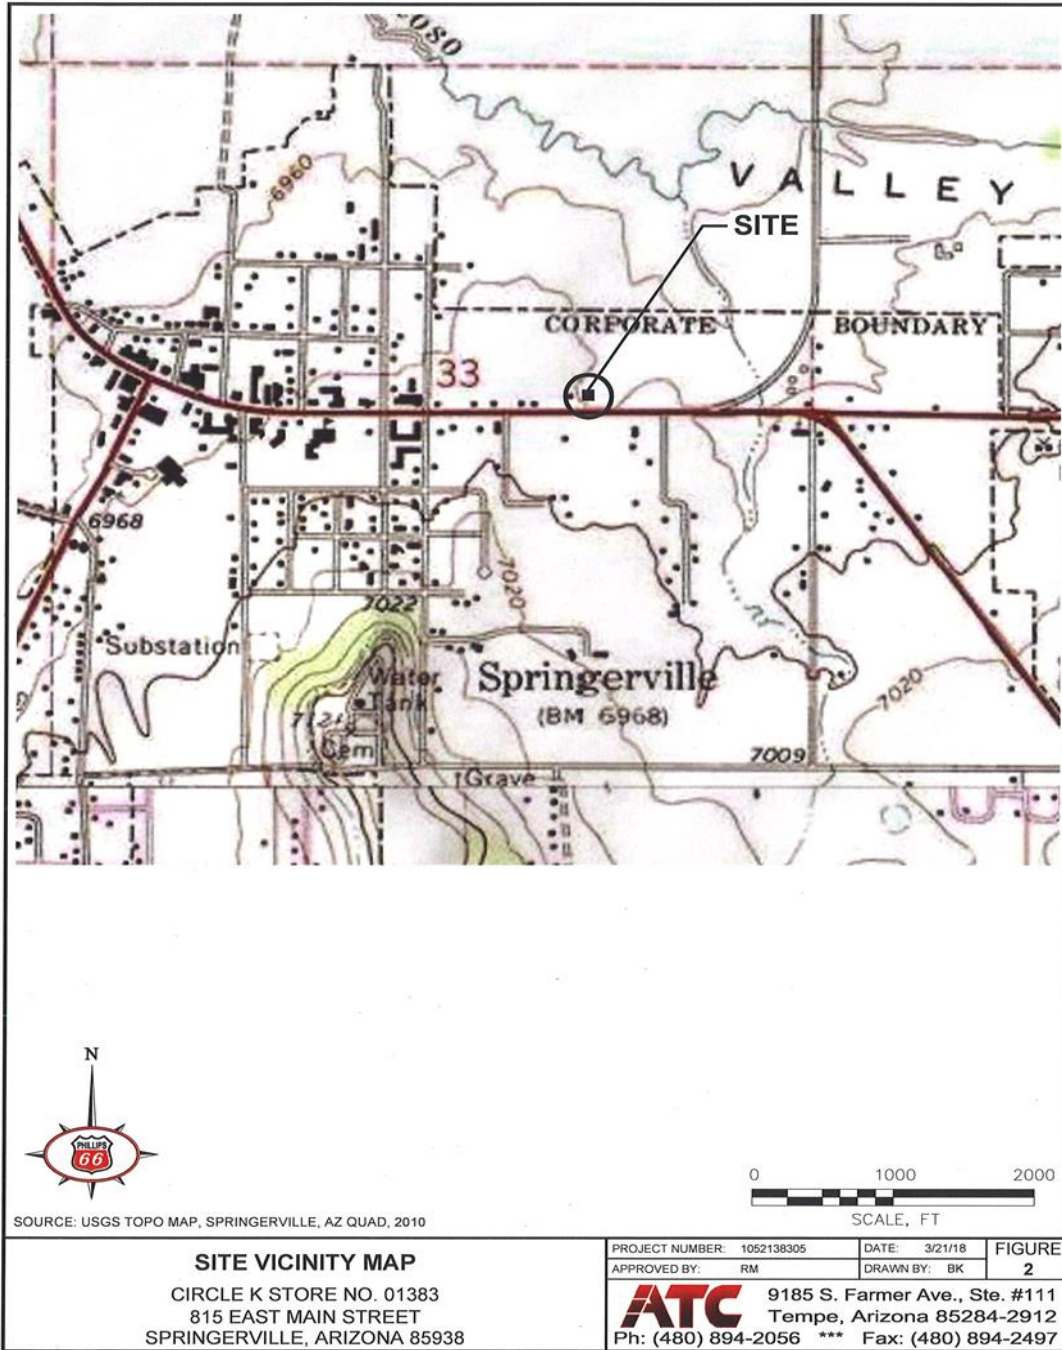 OSO
6960
VALLEY
SITE
CORPORATE BOUNDARY
33
6968
7022
7020
Substation
Water
Tank
Springerville
(BM 6968)
7020
Cem
7009
Grave
N
PHILLIPS
66
0 1000 2000
SCALE, FT
SOURCE: USGS TOPO MAP, SPRINGERVILLE, AZ QUAD, 2010
SITE VICINITY MAP
CIRCLE K STORE NO. 01383
815 EAST MAIN STREET
SPRINGERVILLE, ARIZONA 85938
PROJECT NUMBER: 1052138305 DATE: 3/21/18
APPROVED BY: RM DRAWN BY: BK
FIGURE
2
ATC
9185 S. Farmer Ave., Ste. #111
Tempe, Arizona 85284-2912
Ph: (480) 894-2056 *** Fax: (480) 894-2497